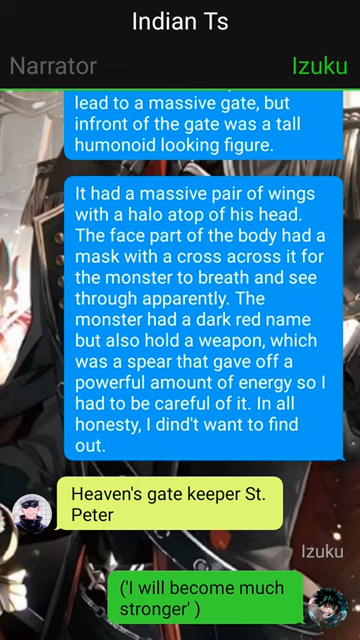 Indian Ts
Narrator
Izuku
lead to a massive gate, but
infront of the gate was a tall
humonoid looking figure.
It had a massive pair of wings
with a halo atop of his head.
The face part of the body had a
mask with a cross across it for
the monster to breath and see
through apparently. The
monster had a dark red name
but also hold a weapon, which
was a spear that gave off a
powerful amount of energy so I
had to be careful of it. In all
honesty, I dind't want to find
out.
Heaven's gate keeper St.
Peter
Izuku
('I will become much
stronger' )